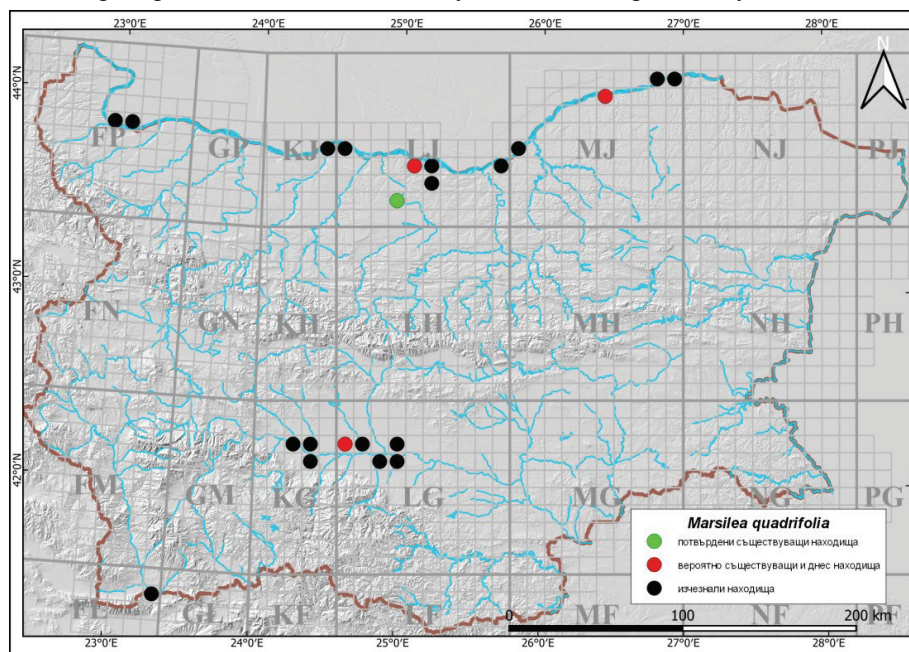 23°0'E 24°0'E 25°0'E 26°0'E 27°0'E 28°0'E
N
44°0'N
FP GP KJ LJ MJ NJ PJ
43°0'N
FN GN KH LH MH NH PH
42°0'N
FM GM KG LG MG NG PG
Marsilea quadrifolia
потвърдени съществуващи находища
вероятно съществуващи и днес находища
изчезнали находища
GL KF LF MF NF PF
0 100 200 km
23°0'E 24°0'E 25°0'E 26°0'E 27°0'E 28°0'E